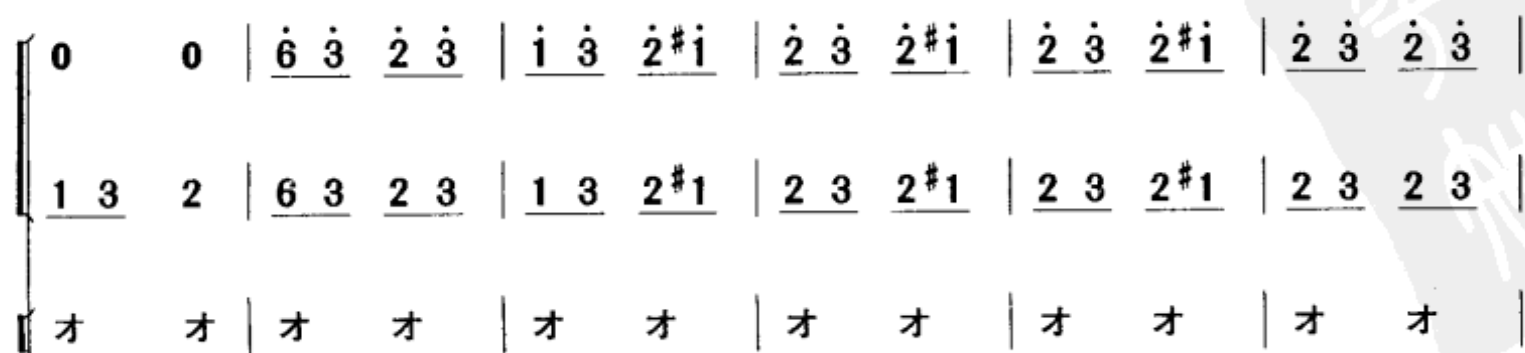 0 0 | 6̇ 3̇ 2̇ 3̇ | 1̇ 3̇ 2̇ #1̇ | 2̇ 3̇ 2̇ #1̇ | 2̇ 3̇ 2̇ #1̇ | 2̇ 3̇ 2̇ 3̇ |
1 3 2 | 6 3 2 3 | 1 3 2 #1 | 2 3 2 #1 | 2 3 2 #1 | 2 3 2 3 |
才 才 | 才 才 | 才 才 | 才 才 | 才 才 | 才 才 |